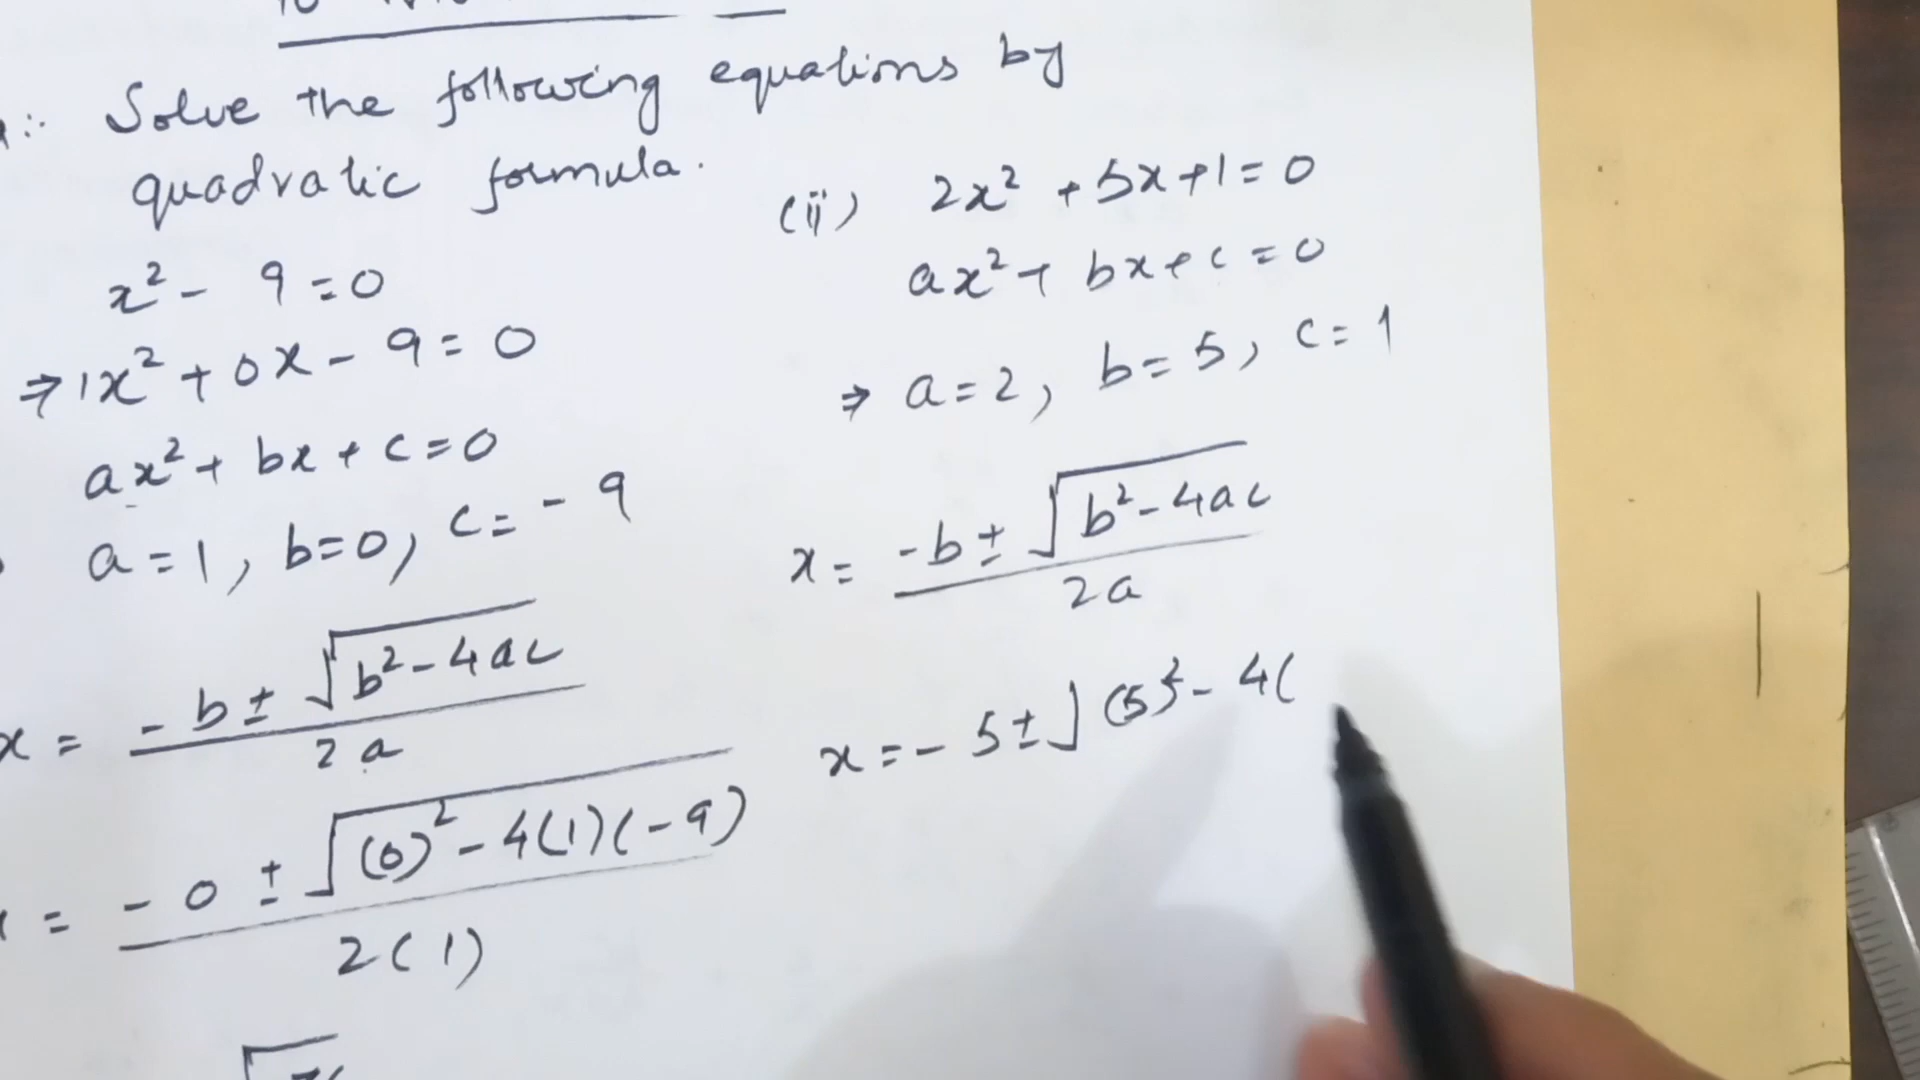 Solve the following equations by
quadratic formula.
x² - 9 = 0
⇒ 1x² + 0x - 9 = 0
ax² + bx + c = 0
a = 1, b = 0, c = - 9
x = (-b ± √(b² - 4ac)) / 2a
= (-0 ± √((0)² - 4(1)(-9))) / 2(1)
(ii) 2x² + 5x + 1 = 0
ax² + bx + c = 0
⇒ a = 2, b = 5, c = 1
x = (-b ± √(b² - 4ac)) / 2a
x = - 5 ± √ (5)² - 4(